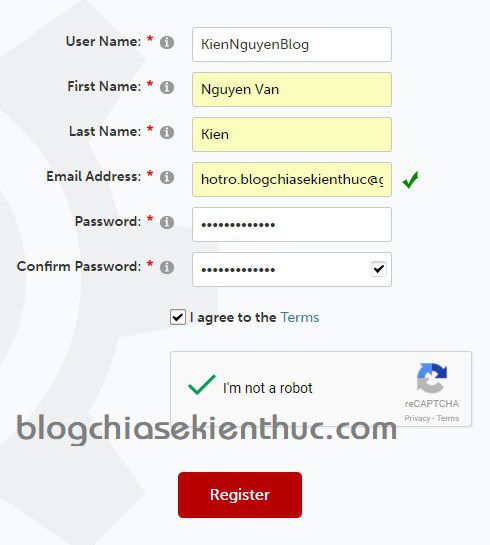 User Name: * KienNguyenBlog
First Name: * Nguyen Van
Last Name: * Kien
Email Address: * hotro.blogchiasekienthuc@g
Password: * •••••••••••••
Confirm Password: * •••••••••••••
I agree to the Terms
I'm not a robot
reCAPTCHA
Privacy - Terms
blogchiasekienthuc.com
Register